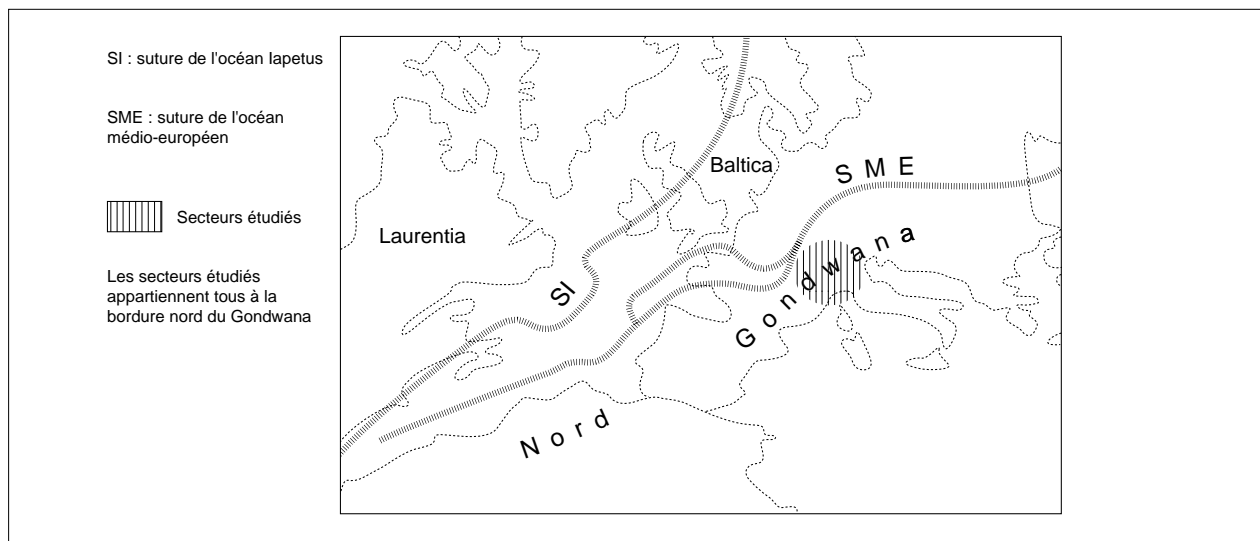 SI : suture de l'océan Iapetus
SME : suture de l'océan
médio-européen
Secteurs étudiés
Les secteurs étudiés
appartiennent tous à la
bordure nord du Gondwana
Baltica
S M E
Laurentia
SI
G o n d w a n a
N o r d